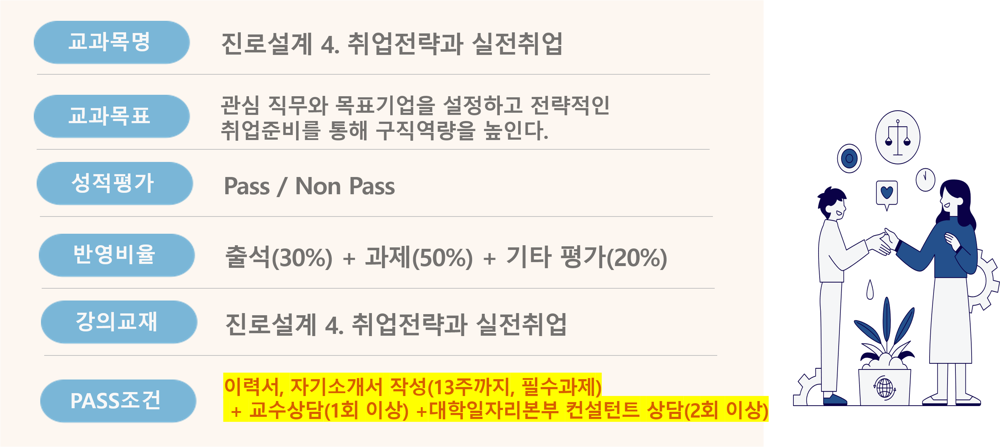 교과목명
진로설계 4. 취업전략과 실전취업
교과목표
관심 직무와 목표기업을 설정하고 전략적인
취업준비를 통해 구직역량을 높인다.
성적평가
Pass / Non Pass
반영비율
출석(30%) + 과제(50%) + 기타 평가(20%)
강의교재
진로설계 4. 취업전략과 실전취업
PASS조건
이력서, 자기소개서 작성(13주까지, 필수과제)
+ 교수상담(1회 이상) +대학일자리본부 컨설턴트 상담(2회 이상)